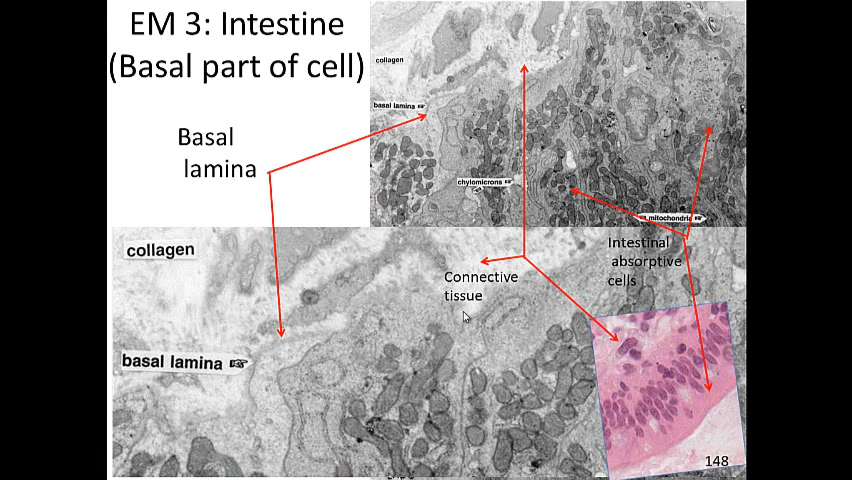 EM 3: Intestine
(Basal part of cell)
collagen
basal lamina ☞
Basal
lamina
chylomicrons ☞
mitochondria
collagen
Connective
tissue
Intestinal
absorptive
cells
basal lamina ☞
148